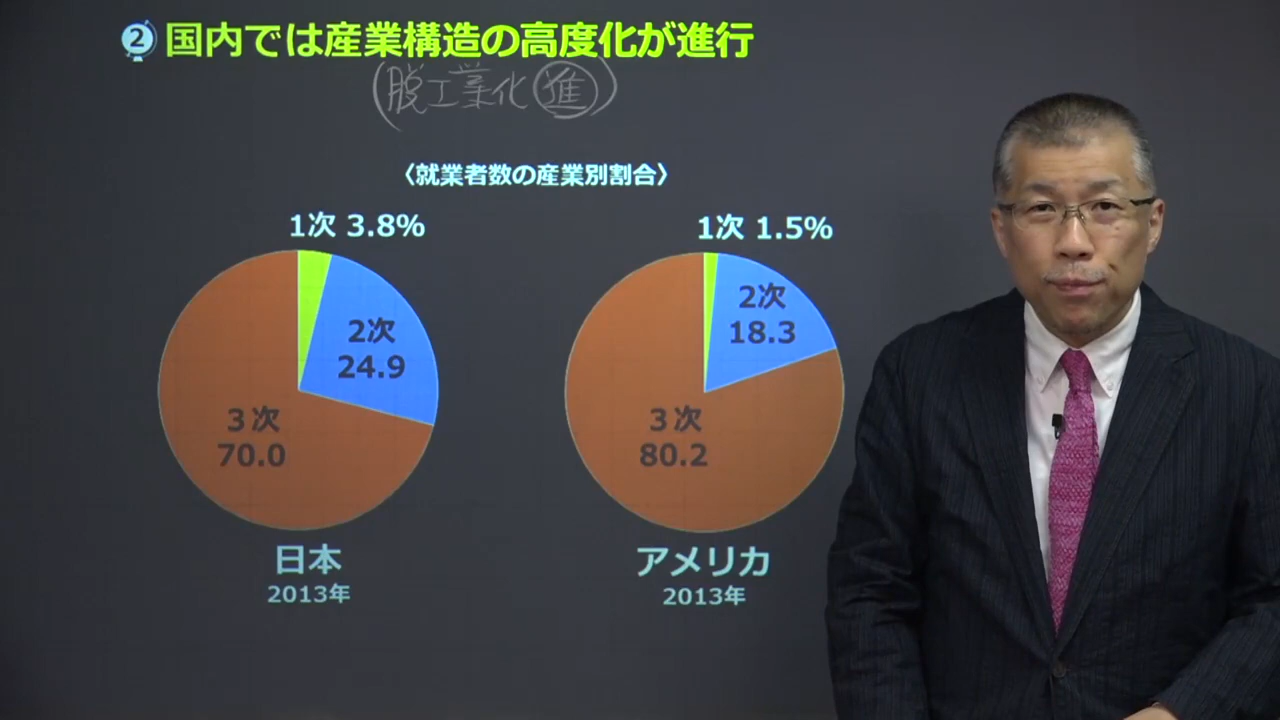 2 国内では産業構造の高度化が進行
(脱工業化進)
〈就業者数の産業別割合〉
1次 3.8%
2次
24.9
3次
70.0
日本
2013年
1次 1.5%
2次
18.3
3次
80.2
アメリカ
2013年